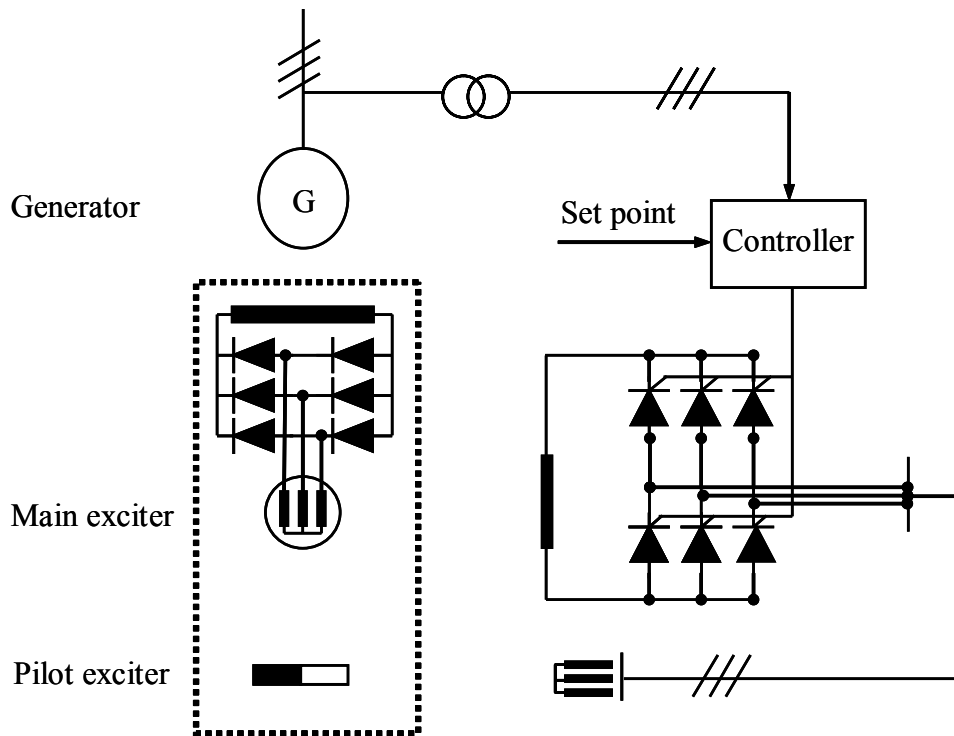 Generator
G
Set point
Controller
Main exciter
Pilot exciter